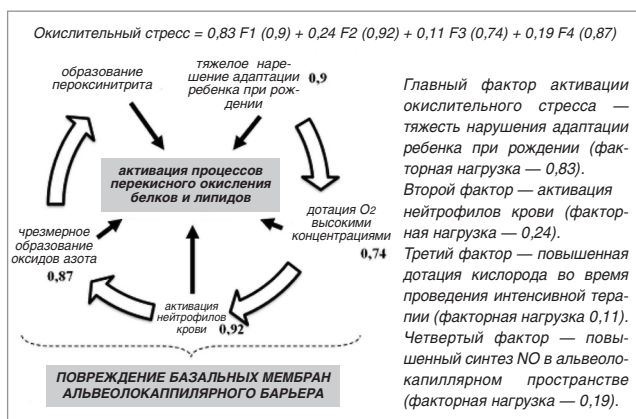 Окислительный стресс = 0,83 F1 (0,9) + 0,24 F2 (0,92) + 0,11 F3 (0,74) + 0,19 F4 (0,87)
образование
пероксинитрита
тяжелое нару-
шение адаптации
ребенка при рож-
дении
0,9
активация процессов
перекисного окисления
белков и липидов
чрезмерное
образование
оксидов азота
0,87
дотация O2
высокими
концентрациями
0,74
активация
нейтрофилов
крови
0,92
ПОВРЕЖДЕНИЕ БАЗАЛЬНЫХ МЕМБРАН
АЛЬВЕОЛОКАППИЛЯРНОГО БАРЬЕРА
Главный фактор активации
окислительного стресса —
тяжесть нарушения адаптации
ребенка при рождении (фак-
торная нагрузка — 0,83).
Второй фактор — активация
нейтрофилов крови (фактор-
ная нагрузка — 0,24).
Третий фактор — повышенная
дотация кислорода во время
проведения интенсивной тера-
пии (факторная нагрузка 0,11).
Четвертый фактор — повы-
шенный синтез NO в альвеоло-
капиллярном пространстве
(факторная нагрузка — 0,19).